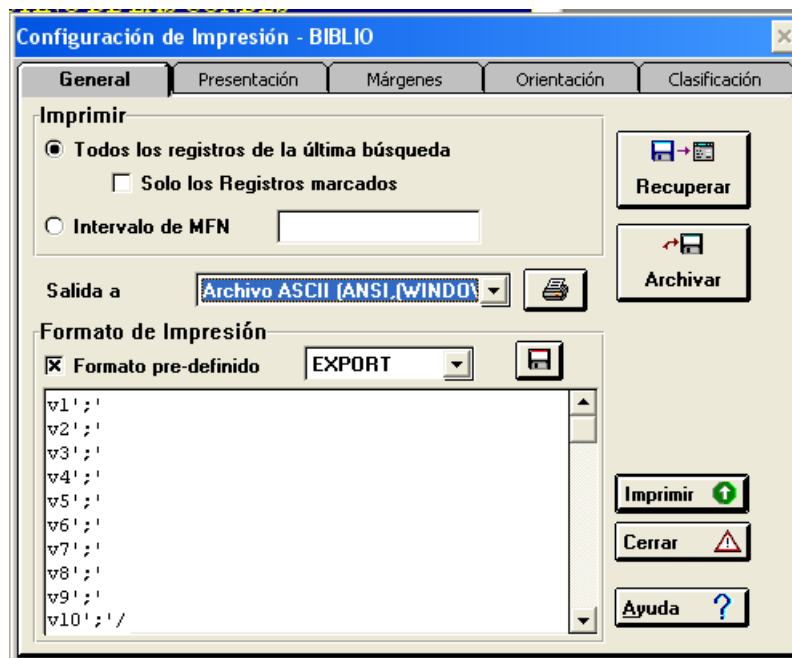 Configuración de Impresión - BIBLIO
General Presentación Márgenes Orientación Clasificación
Imprimir
Todos los registros de la última búsqueda
Solo los Registros marcados
Intervalo de MFN
Recuperar
Archivar
Salida a Archivo ASCII (ANSI,(WINDOV
Formato de Impresión
Formato pre-definido EXPORT
v1';'
v2';'
v3';'
v4';'
v5';'
v6';'
v7';'
v8';'
v9';'
v10';'/
Imprimir
Cerrar
Ayuda